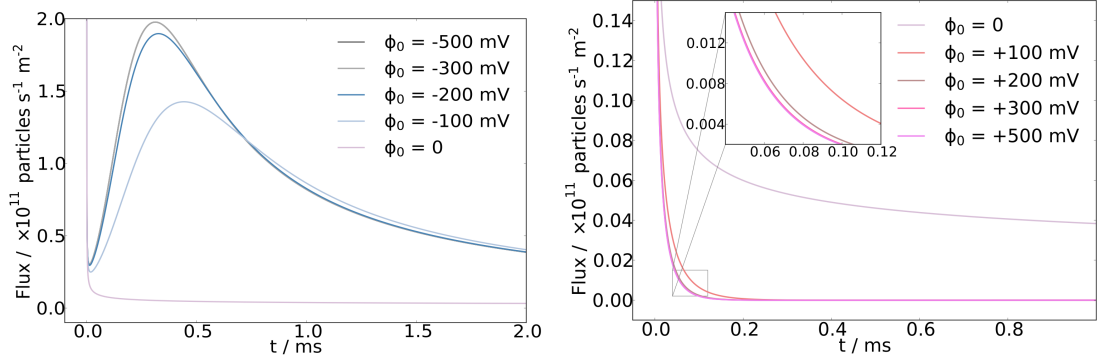 Flux / ×10¹¹ particles s⁻¹ m⁻²
2.0
1.5
1.0
0.5
0.0
0.0 0.5 1.0 1.5 2.0
t / ms
ϕ₀ = -500 mV
ϕ₀ = -300 mV
ϕ₀ = -200 mV
ϕ₀ = -100 mV
ϕ₀ = 0
Flux / ×10¹¹ particles s⁻¹ m⁻²
0.14
0.12
0.10
0.08
0.06
0.04
0.02
0.00
0.0 0.2 0.4 0.6 0.8
t / ms
0.012
0.008
0.004
0.06 0.08 0.10 0.12
ϕ₀ = 0
ϕ₀ = +100 mV
ϕ₀ = +200 mV
ϕ₀ = +300 mV
ϕ₀ = +500 mV